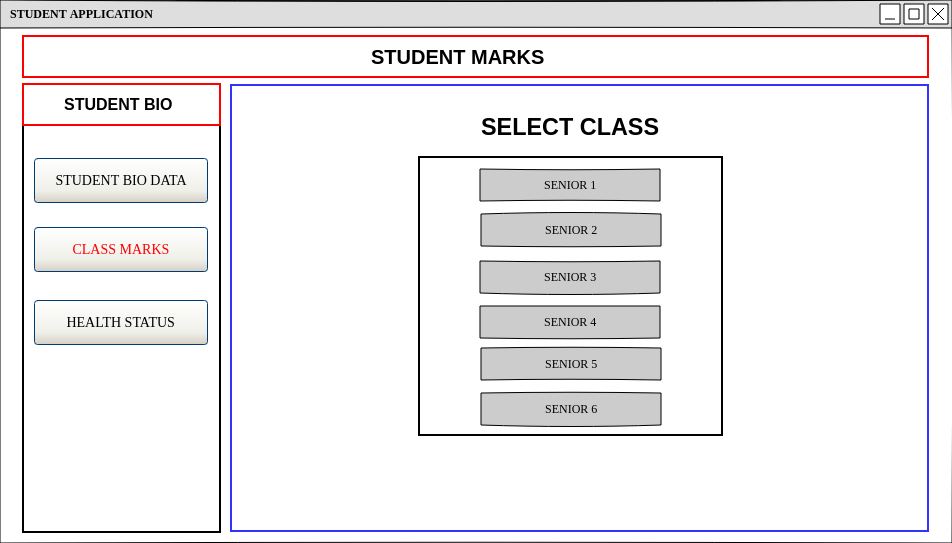 STUDENT APPLICATION
STUDENT MARKS
STUDENT BIO
STUDENT BIO DATA
CLASS MARKS
HEALTH STATUS
SELECT CLASS
SENIOR 1
SENIOR 2
SENIOR 3
SENIOR 4
SENIOR 5
SENIOR 6